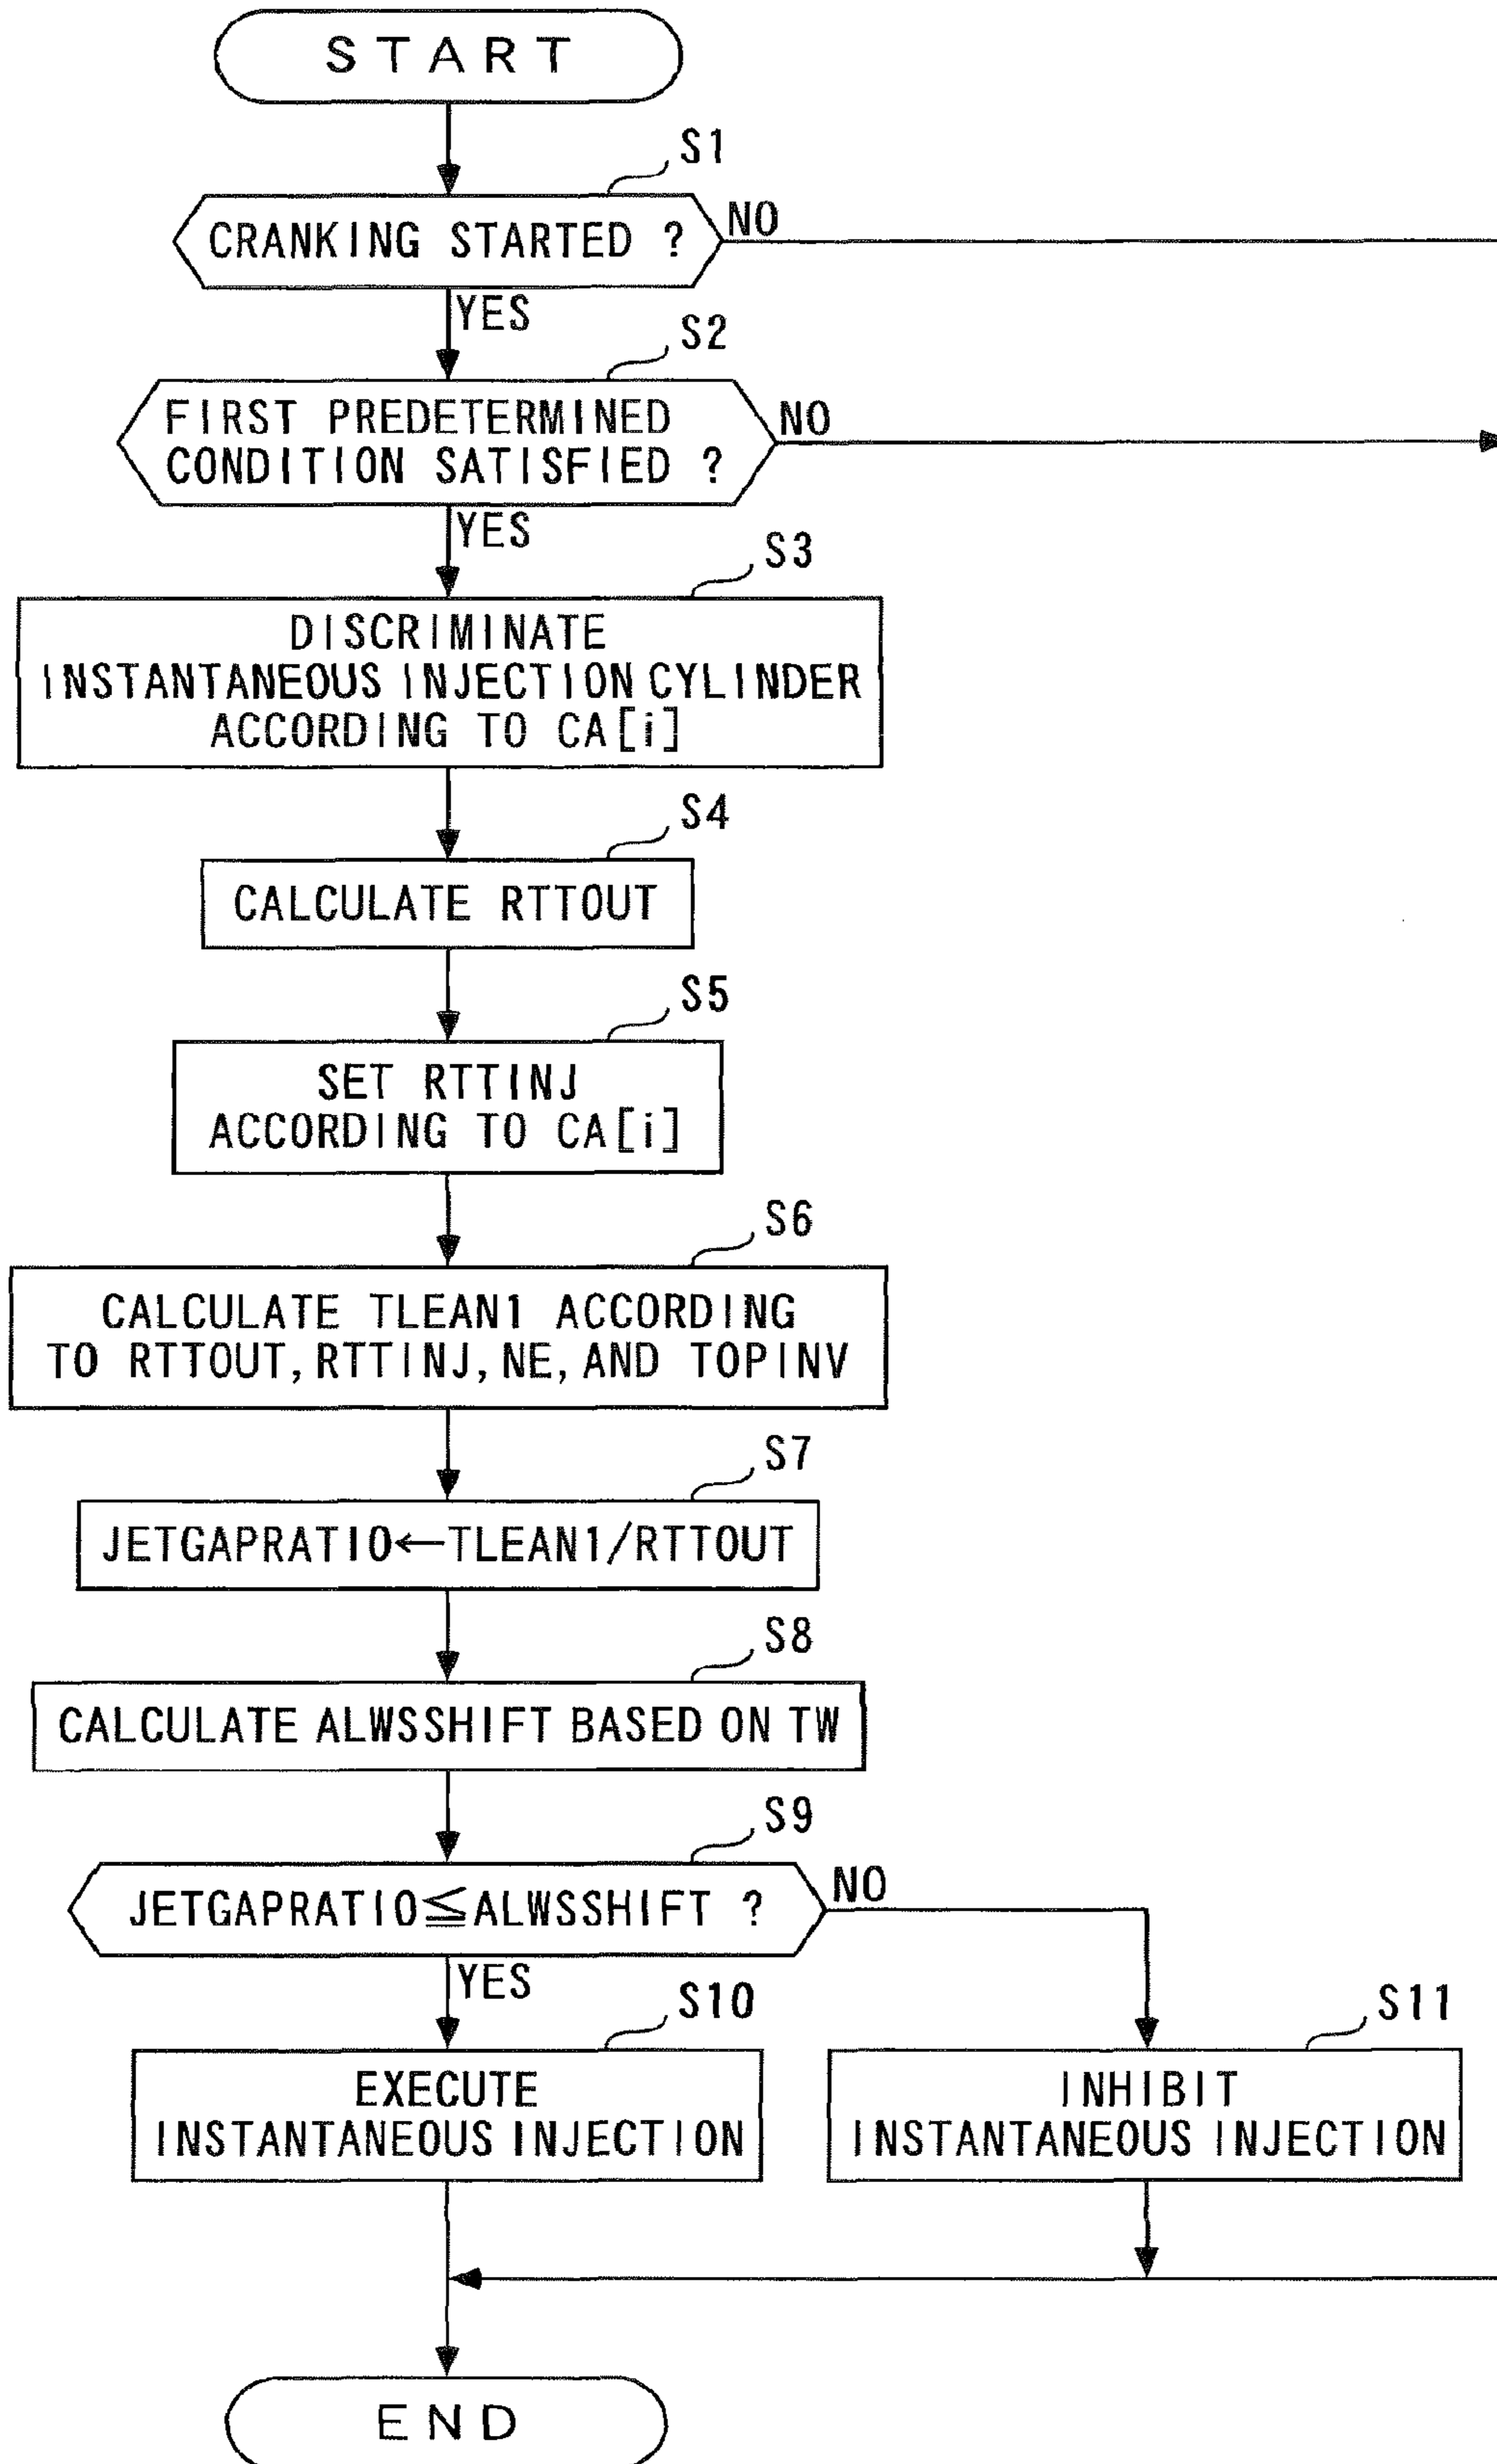 START
S1
CRANKING STARTED ?
NO
YES
S2
FIRST PREDETERMINED
CONDITION SATISFIED ?
NO
YES
S3
DISCRIMINATE
INSTANTANEOUS INJECTION CYLINDER
ACCORDING TO CA[i]
S4
CALCULATE RTTOUT
S5
SET RTTINJ
ACCORDING TO CA[i]
S6
CALCULATE TLEAN1 ACCORDING
TO RTTOUT, RTTINJ, NE, AND TOPINV
S7
JETGAPRATIO←TLEAN1/RTTOUT
S8
CALCULATE ALWSSHIFT BASED ON TW
S9
JETGAPRATIO≦ALWSSHIFT ?
NO
YES
S10
EXECUTE
INSTANTANEOUS INJECTION
S11
INHIBIT
INSTANTANEOUS INJECTION
END